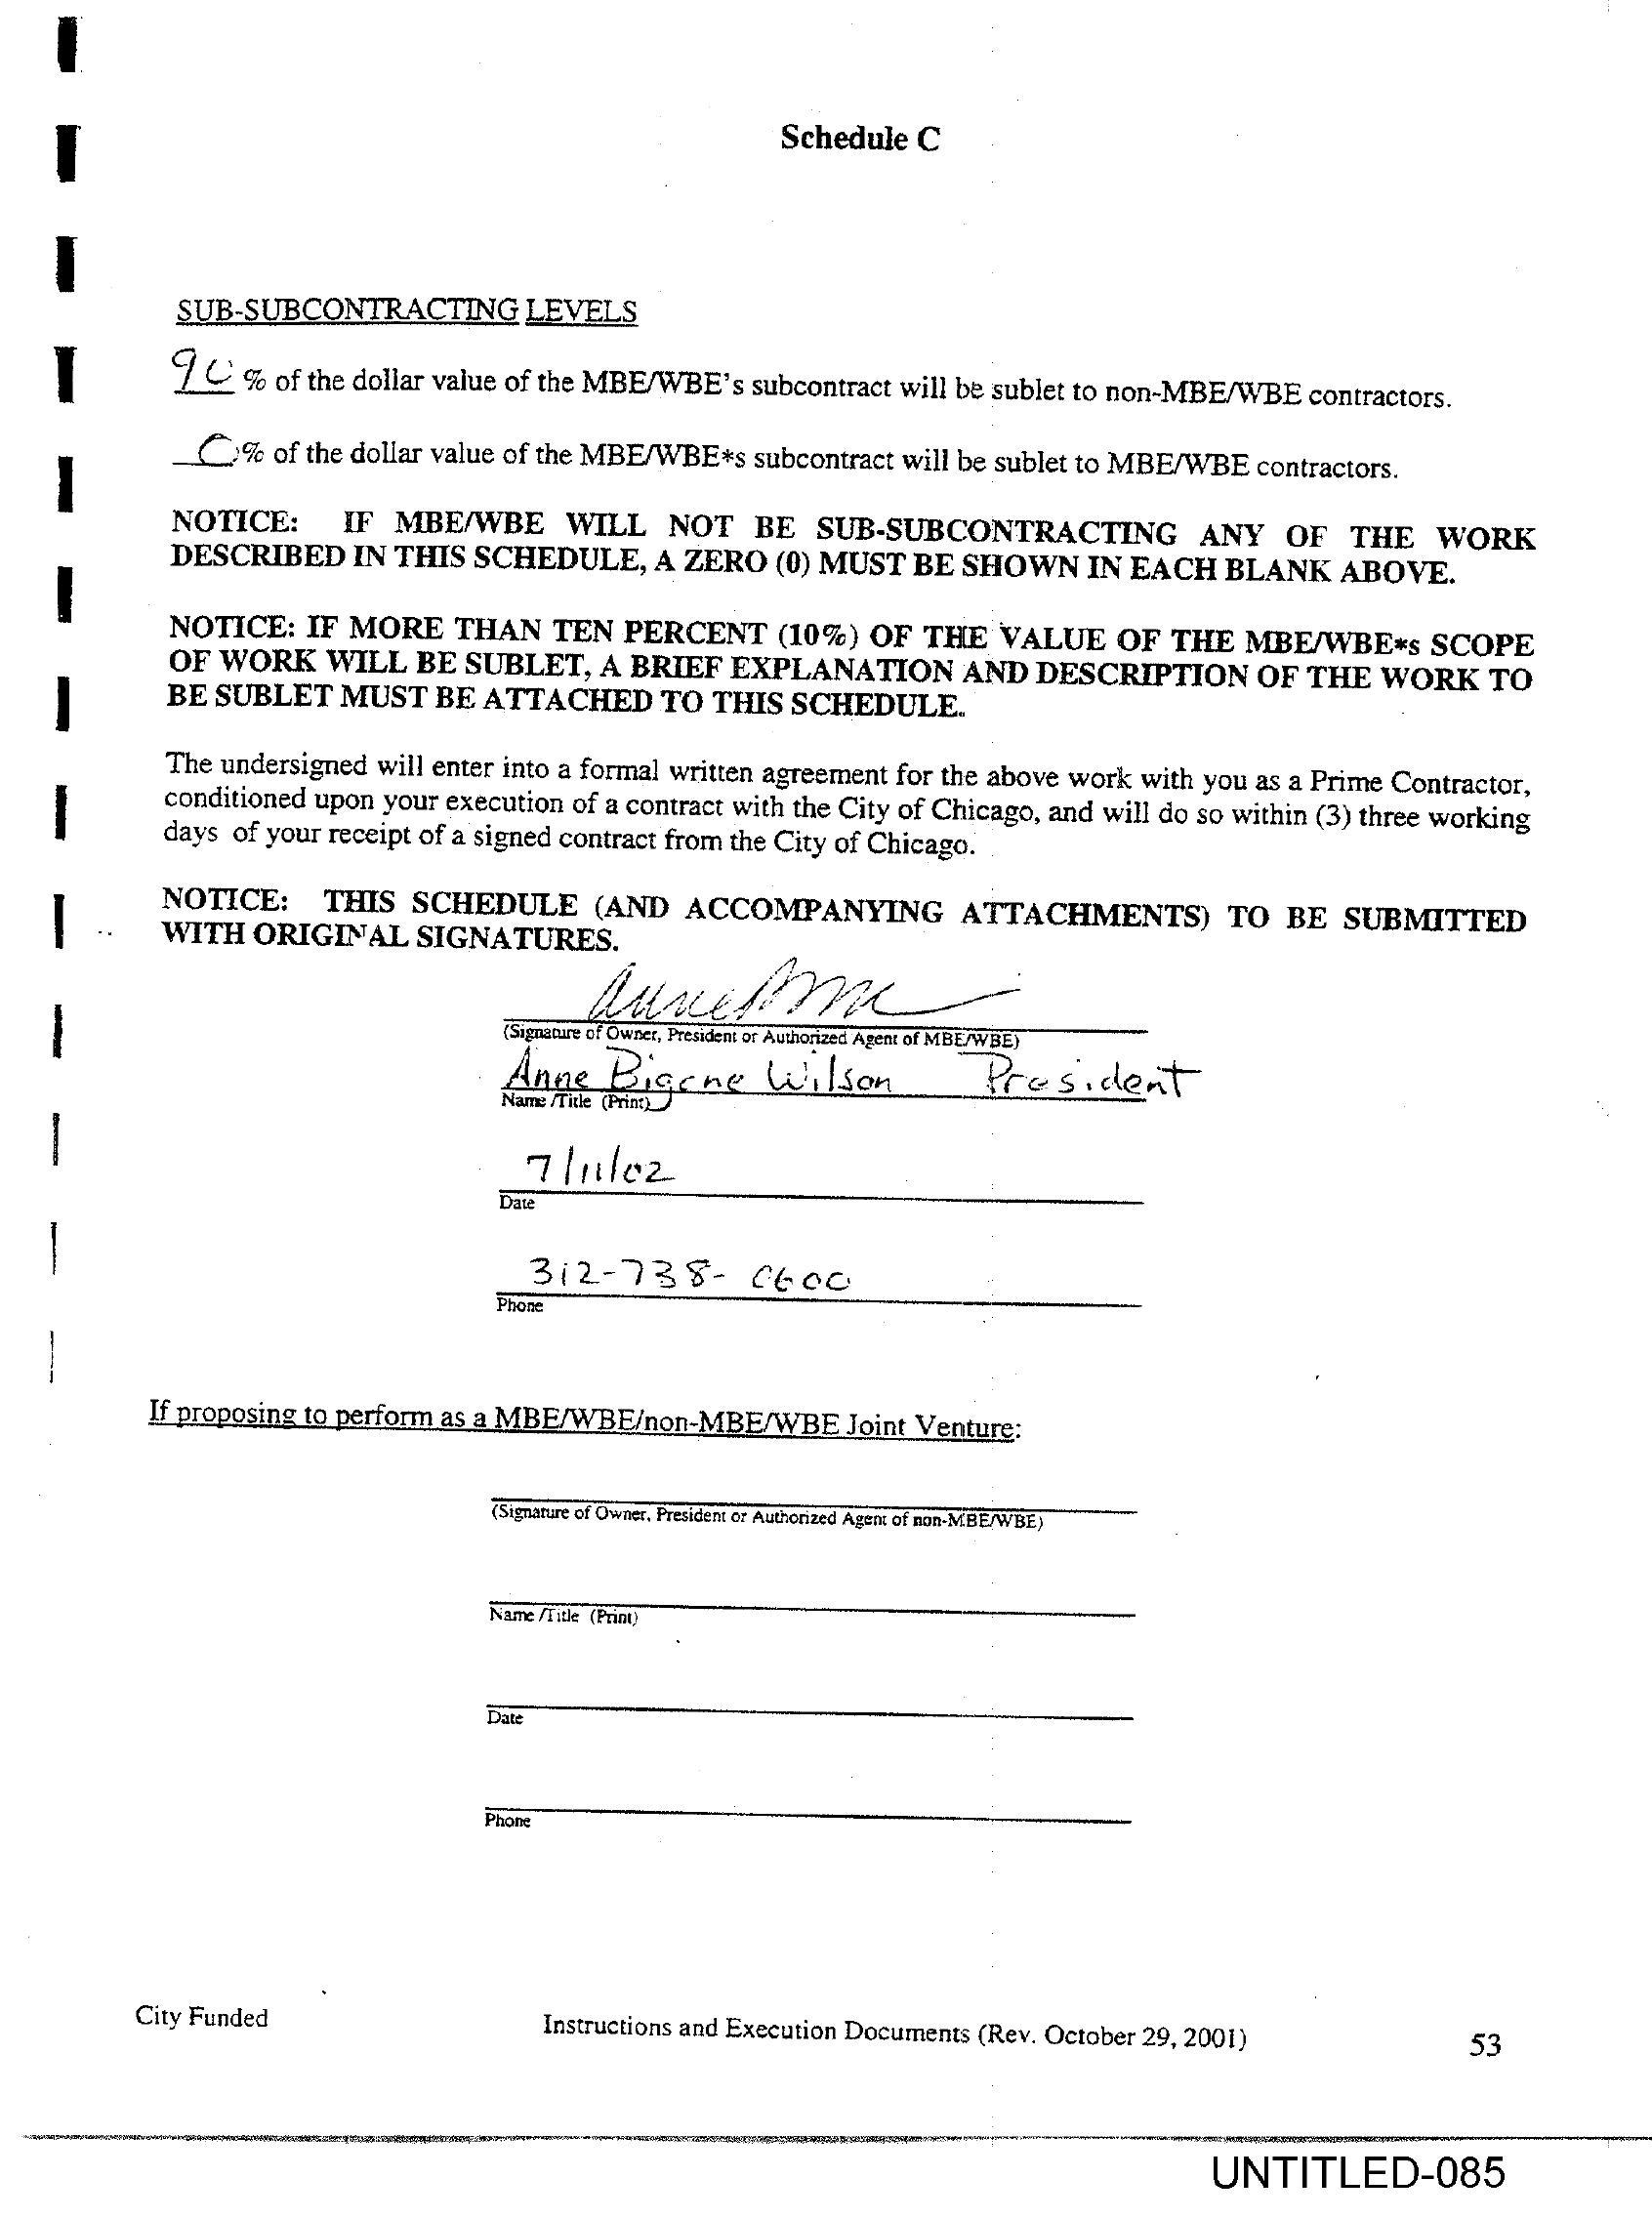 Schedule C
SUB-SUBCONTRACTING LEVELS
90 % of the dollar value of the MBE/WBE's subcontract will be sublet to non-MBE/WBE contractors.
0 % of the dollar value of the MBE/WBE*s subcontract will be sublet to MBE/WBE contractors.
NOTICE: IF MBE/WBE WILL NOT BE SUB-SUBCONTRACTING ANY OF THE WORK
DESCRIBED IN THIS SCHEDULE, A ZERO (0) MUST BE SHOWN IN EACH BLANK ABOVE.
NOTICE: IF MORE THAN TEN PERCENT (10%) OF THE VALUE OF THE MBE/WBE*s SCOPE
OF WORK WILL BE SUBLET, A BRIEF EXPLANATION AND DESCRIPTION OF THE WORK TO
BE SUBLET MUST BE ATTACHED TO THIS SCHEDULE.
The undersigned will enter into a formal written agreement for the above work with you as a Prime Contractor,
conditioned upon your execution of a contract with the City of Chicago, and will do so within (3) three working
days of your receipt of a signed contract from the City of Chicago.
NOTICE: THIS SCHEDULE (AND ACCOMPANYING ATTACHMENTS) TO BE SUBMITTED
WITH ORIGINAL SIGNATURES.
(Signature of Owner, President or Authorized Agent of MBE/WBE)
Anne Bigane Wilson President
Name /Title (Print)
7/11/02
Date
312-738-0600
Phone
If proposing to perform as a MBE/WBE/non-MBE/WBE Joint Venture:
(Signature of Owner, President or Authorized Agent of non-MBE/WBE)
Name /Title (Print)
Date
Phone
City Funded
Instructions and Execution Documents (Rev. October 29, 2001)
53
UNTITLED-085